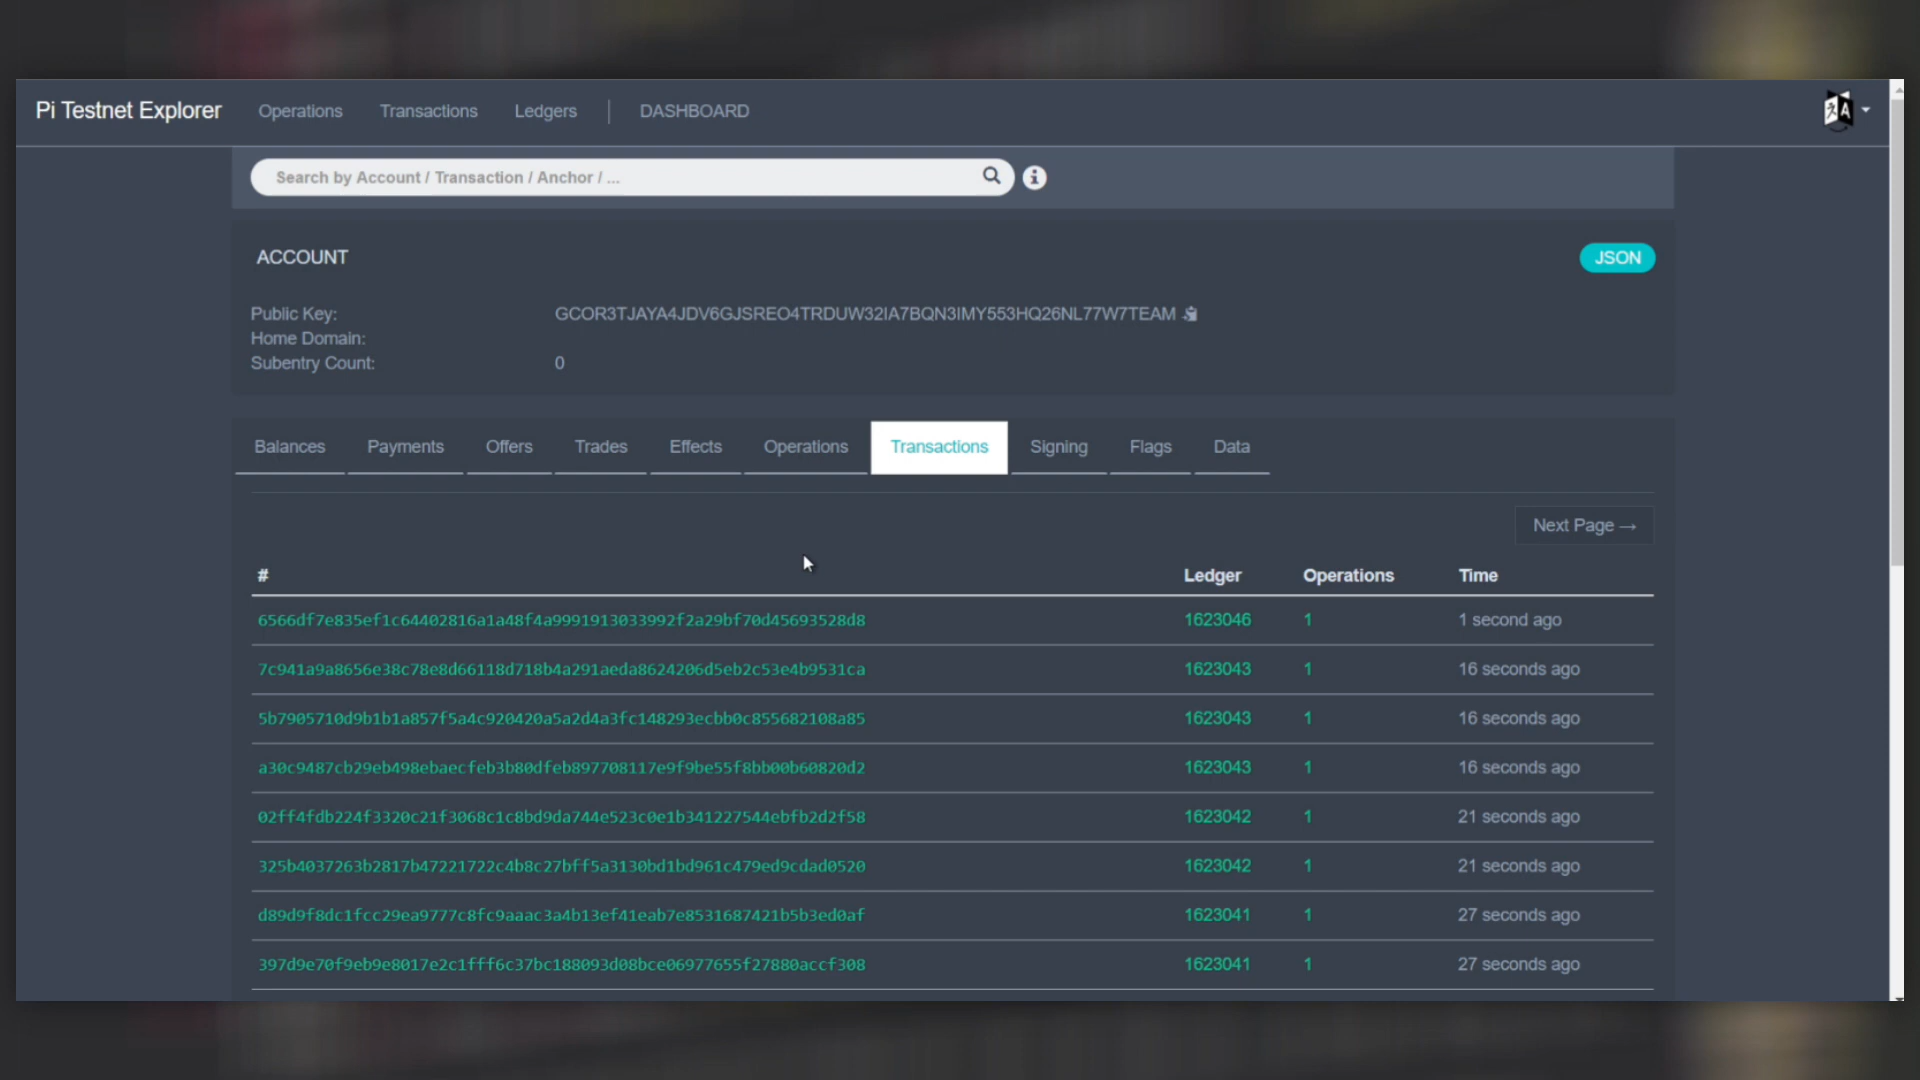 Pi Testnet Explorer Operations Transactions Ledgers | DASHBOARD
Search by Account / Transaction / Anchor / ...
ACCOUNT JSON
Public Key: GCOR3TJAYA4JDV6GJSREO4TRDUW32IA7BQN3IMY553HQ26NL77W7TEAM
Home Domain:
Subentry Count: 0
Balances Payments Offers Trades Effects Operations Transactions Signing Flags Data
Next Page →
# Ledger Operations Time
6566df7e835ef1c64402816a1a48f4a9991913033992f2a29bf70d45693528d8 1623046 1 1 second ago
7c941a9a8656e38c78e8d66118d718b4a291aeda8624206d5eb2c53e4b9531ca 1623043 1 16 seconds ago
5b7905710d9b1b1a857f5a4c920420a5a2d4a3fc148293ecbb0c855682108a85 1623043 1 16 seconds ago
a30c9487cb29eb498ebaecfeb3b80dfeb897708117e9f9be55f8bb00b60820d2 1623043 1 16 seconds ago
02ff4fdb224f3320c21f3068c1c8bd9da744e523c0e1b341227544ebfb2d2f58 1623042 1 21 seconds ago
325b4037263b2817b47221722c4b8c27bff5a3130bd1bd961c479ed9cdad0520 1623042 1 21 seconds ago
d89d9f8dc1fcc29ea9777c8fc9aaac3a4b13ef41eab7e8531687421b5b3ed0af 1623041 1 27 seconds ago
397d9e70f9eb9e8017e2c1fff6c37bc188093d08bce06977655f27880accf308 1623041 1 27 seconds ago